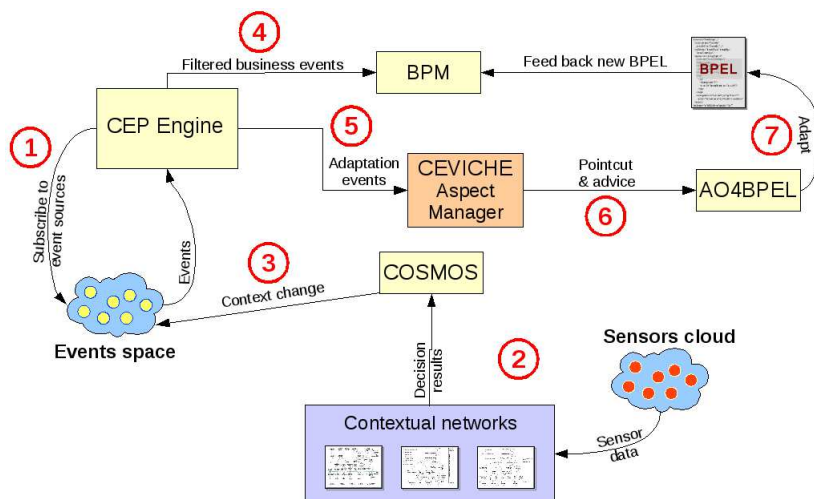 4
Filtered business events
BPM
Feed back new BPEL
BPEL
CEP Engine
1
5
7
Subscribe to
event sources
Adaptation
events
CEVICHE
Aspect
Manager
Pointcut
& advice
6
AO4BPEL
Adapt
Events
3
Context change
COSMOS
Events space
Decision
results
2
Sensors cloud
Contextual networks
Sensor
data